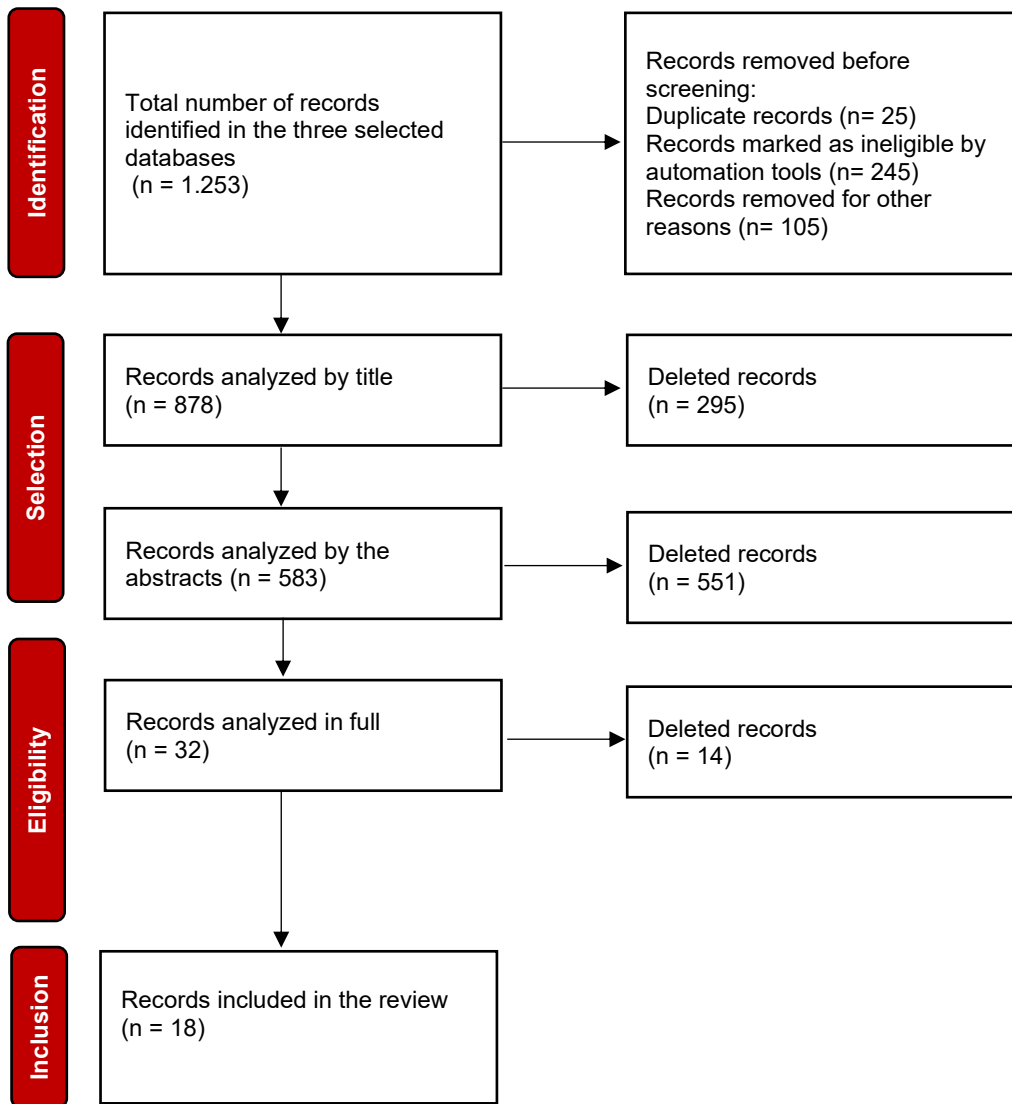 Identification
Total number of records
identified in the three selected
databases
(n = 1.253)
Records removed before
screening:
Duplicate records (n= 25)
Records marked as ineligible by
automation tools (n= 245)
Records removed for other
reasons (n= 105)
Selection
Records analyzed by title
(n = 878)
Deleted records
(n = 295)
Records analyzed by the
abstracts (n = 583)
Deleted records
(n = 551)
Eligibility
Records analyzed in full
(n = 32)
Deleted records
(n = 14)
Inclusion
Records included in the review
(n = 18)